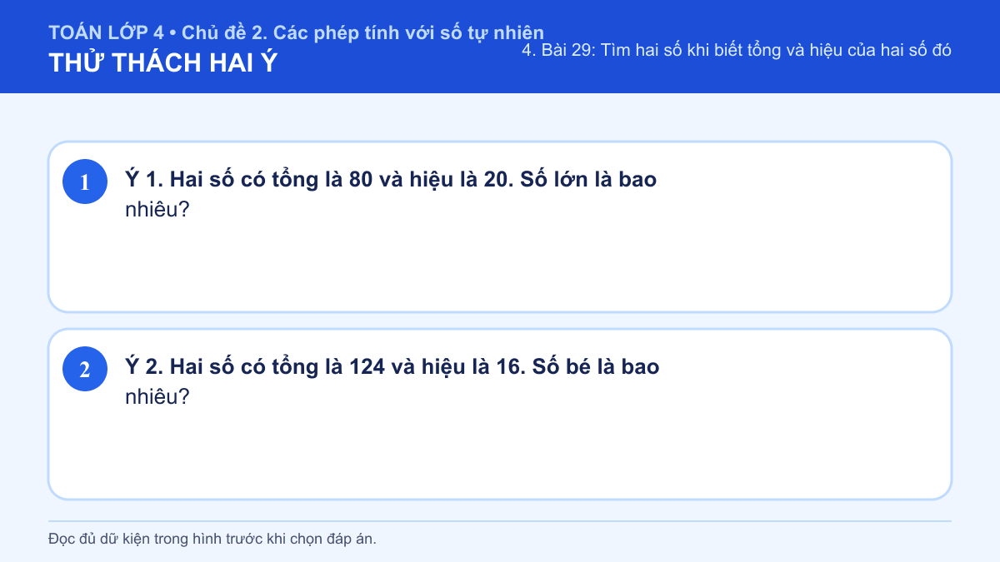 TOÁN LỚP 4 • Chủ đề 2. Các phép tính với số tự nhiên
THỬ THÁCH HAI Ý
4. Bài 29: Tìm hai số khi biết tổng và hiệu của hai số đó
1
Ý 1. Hai số có tổng là 80 và hiệu là 20. Số lớn là bao
nhiêu?
2
Ý 2. Hai số có tổng là 124 và hiệu là 16. Số bé là bao
nhiêu?
Đọc đủ dữ kiện trong hình trước khi chọn đáp án.